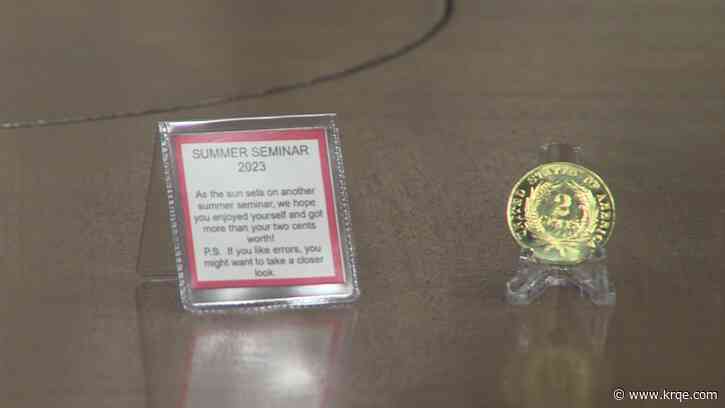 SUMMER SEMINAR
2023
As the sun sets on another
summer seminar, we hope
you enjoyed yourself and got
more than your two cents
worth!
P.S. If you like errors, you
might want to take a closer
look.
UNITED STATES OF AMERICA
2
© www.krqe.com